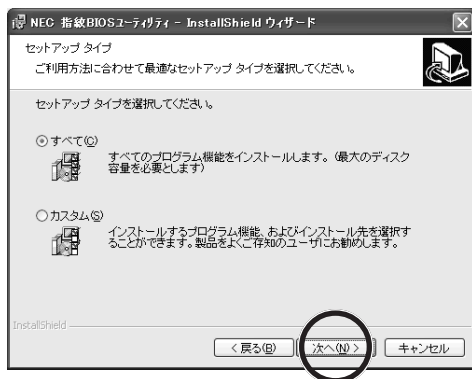 NEC 指紋BIOSユーティリティ - InstallShield ウィザード
セットアップ タイプ
ご利用方法に合わせて最適なセットアップ タイプを選択してください。
セットアップ タイプを選択してください。
すべて(C)
すべてのプログラム機能をインストールします。(最大のディスク
容量を必要とします)
カスタム(S)
インストールするプログラム機能、およびインストール先を選択す
ることができます。製品をよくご存知のユーザにお勧めします。
InstallShield
< 戻る(B)
次へ(N) >
キャンセル